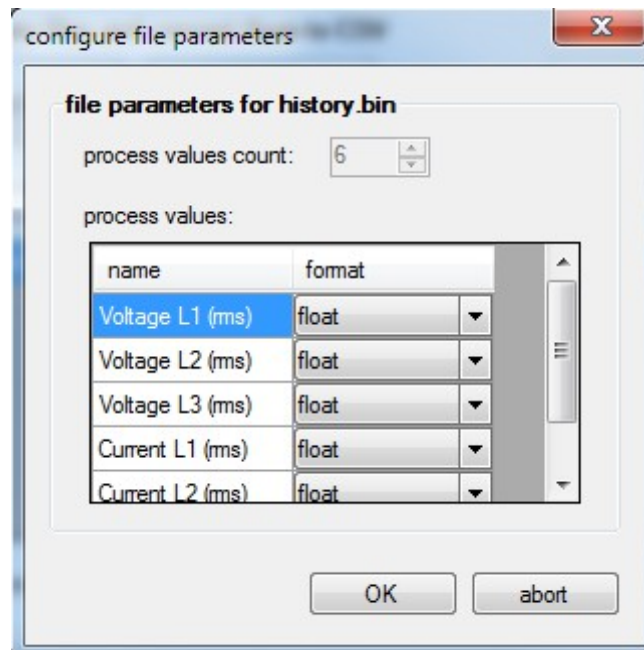 configure file parameters
file parameters for history.bin
process values count: 6
process values:
name format
Voltage L1 (rms) float
Voltage L2 (rms) float
Voltage L3 (rms) float
Current L1 (rms) float
Current L2 (rms) float
OK abort